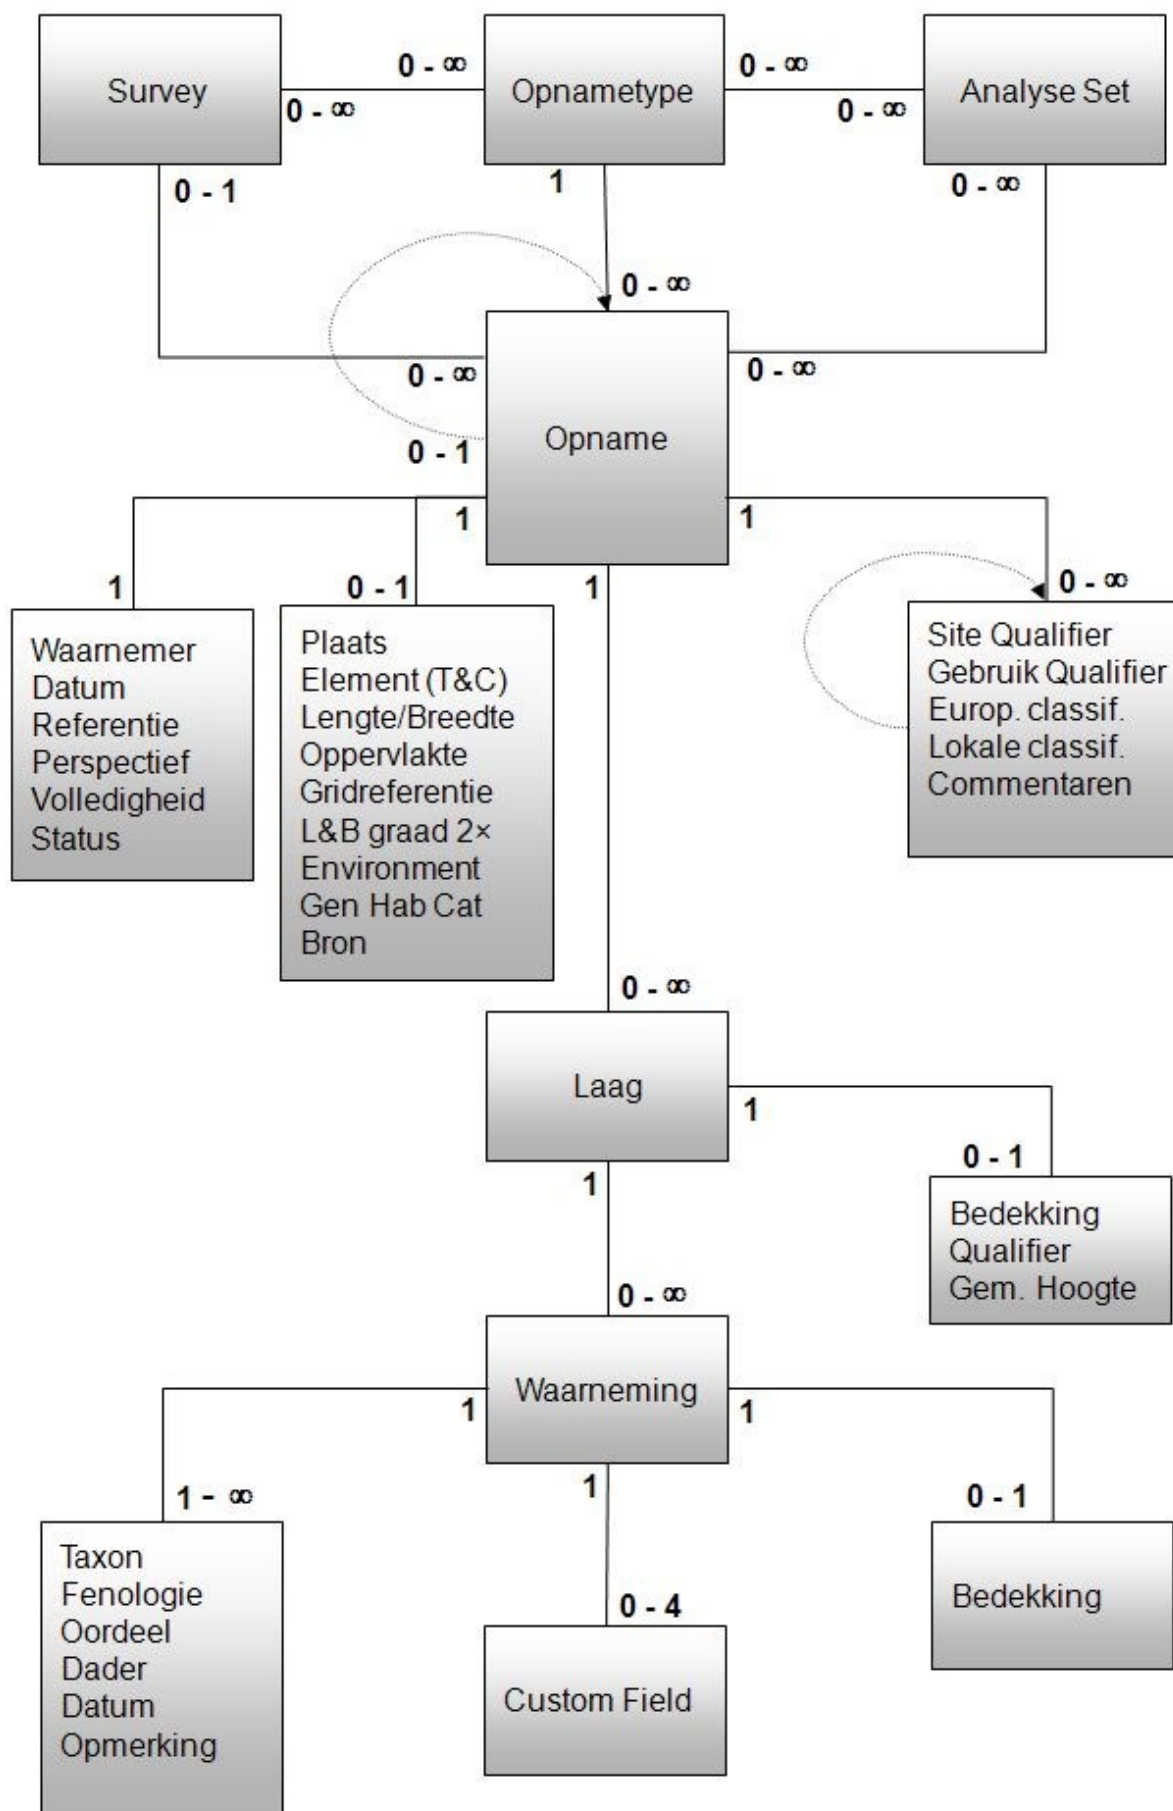 Survey
0 - ∞
0 - ∞
Opnametype
0 - ∞
0 - ∞
Analyse Set
0 - 1
1
0 - ∞
0 - ∞
0 - ∞
0 - ∞
Opname
0 - 1
1
1
1
1
0 - 1
0 - ∞
Waarnemer
Datum
Referentie
Perspectief
Volledigheid
Status
Plaats
Element (T&C)
Lengte/Breedte
Oppervlakte
Gridreferentie
L&B graad 2×
Environment
Gen Hab Cat
Bron
Site Qualifier
Gebruik Qualifier
Europ. classif.
Lokale classif.
Commentaren
0 - ∞
Laag
1
1
0 - 1
Bedekking
Qualifier
Gem. Hoogte
0 - ∞
Waarneming
1
1
1
1 - ∞
0 - 1
Taxon
Fenologie
Oordeel
Dader
Datum
Opmerking
0 - 4
Custom Field
Bedekking